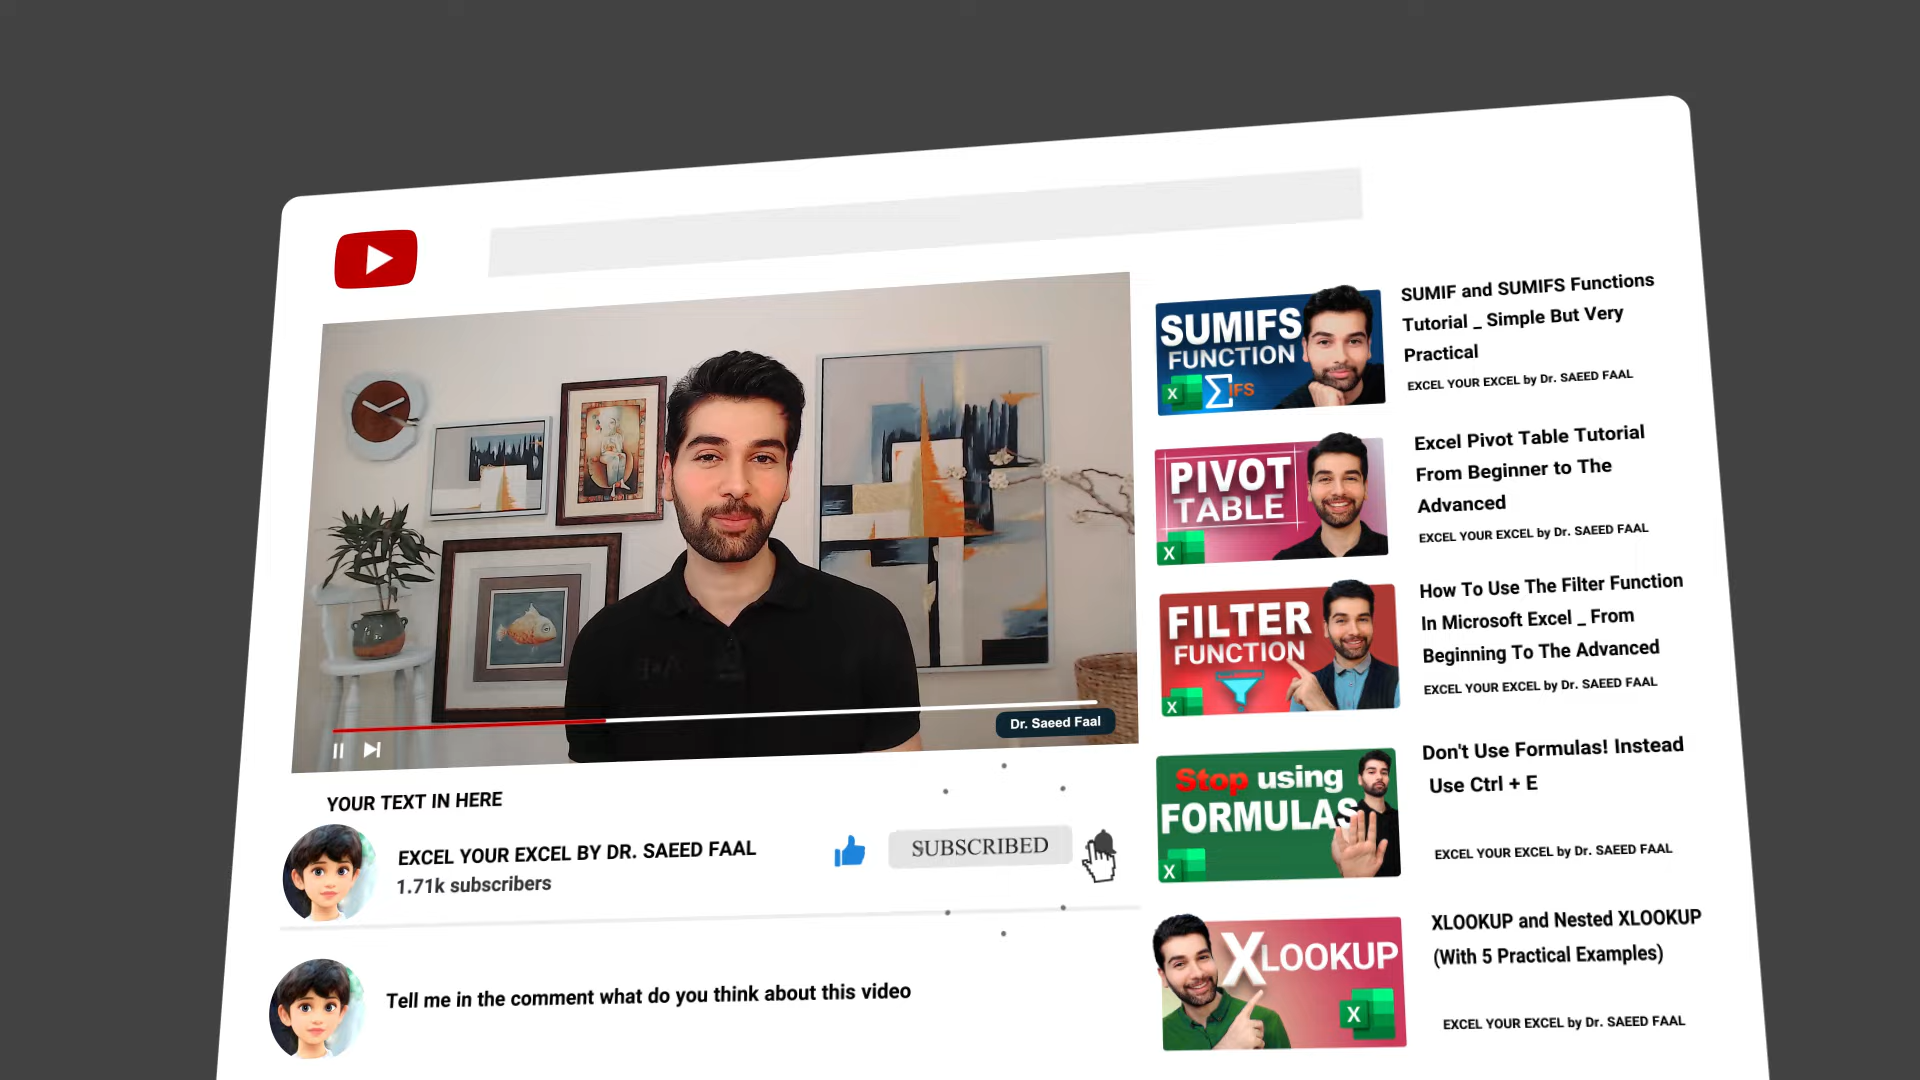 Dr. Saeed Faal
YOUR TEXT IN HERE
EXCEL YOUR EXCEL BY DR. SAEED FAAL
1.71k subscribers
SUBSCRIBED
Tell me in the comment what do you think about this video
SUMIFS
FUNCTION
X
IFS
SUMIF and SUMIFS Functions
Tutorial _ Simple But Very
Practical
EXCEL YOUR EXCEL by Dr. SAEED FAAL
PIVOT
TABLE
X
Excel Pivot Table Tutorial
From Beginner to The
Advanced
EXCEL YOUR EXCEL by Dr. SAEED FAAL
FILTER
FUNCTION
X
How To Use The Filter Function
In Microsoft Excel _ From
Beginning To The Advanced
EXCEL YOUR EXCEL by Dr. SAEED FAAL
Stop using
FORMULAS
X
Don't Use Formulas! Instead
Use Ctrl + E
EXCEL YOUR EXCEL by Dr. SAEED FAAL
XLOOKUP
X
XLOOKUP and Nested XLOOKUP
(With 5 Practical Examples)
EXCEL YOUR EXCEL by Dr. SAEED FAAL